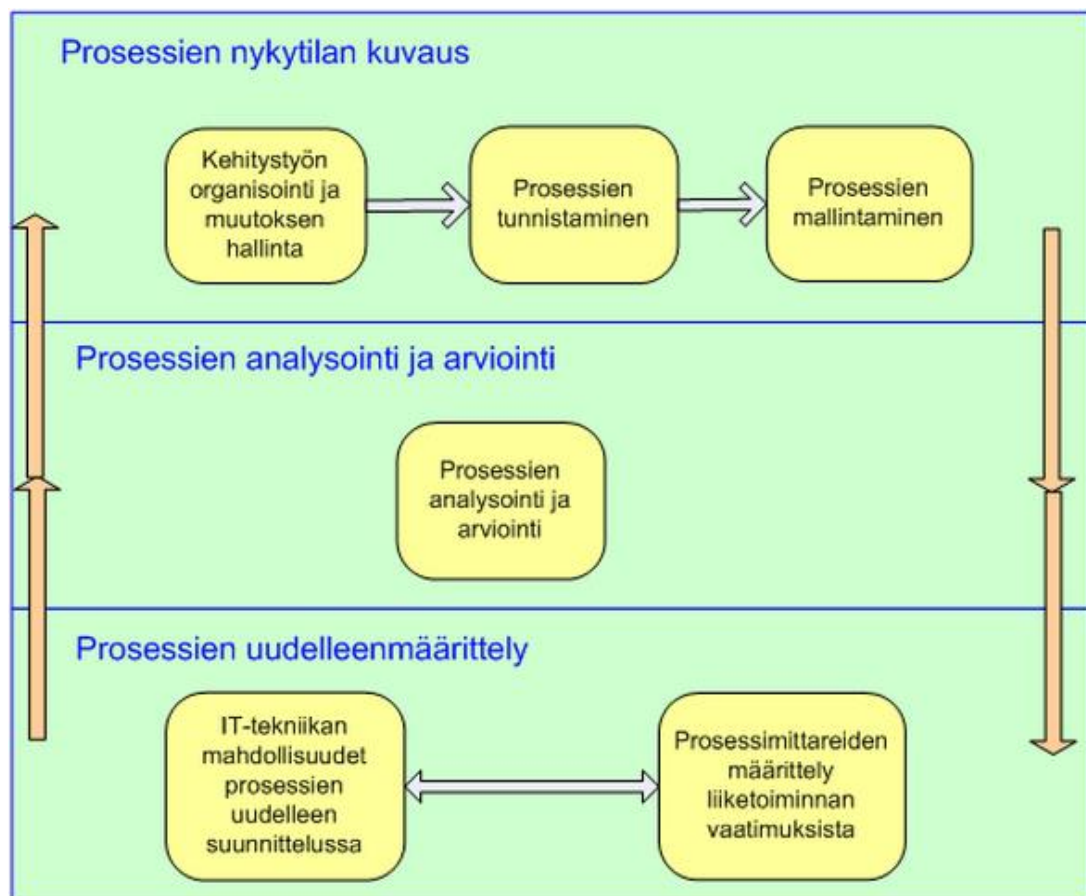 Prosessien nykytilan kuvaus
Kehitystyön
organisointi ja
muutoksen
hallinta
Prosessien
tunnistaminen
Prosessien
mallintaminen
Prosessien analysointi ja arviointi
Prosessien
analysointi ja
arviointi
Prosessien uudelleenmäärittely
IT-tekniikan
mahdollisuudet
prosessien
uudelleen
suunnittelussa
Prosessimittareiden
määrittely
liiketoiminnan
vaatimuksista